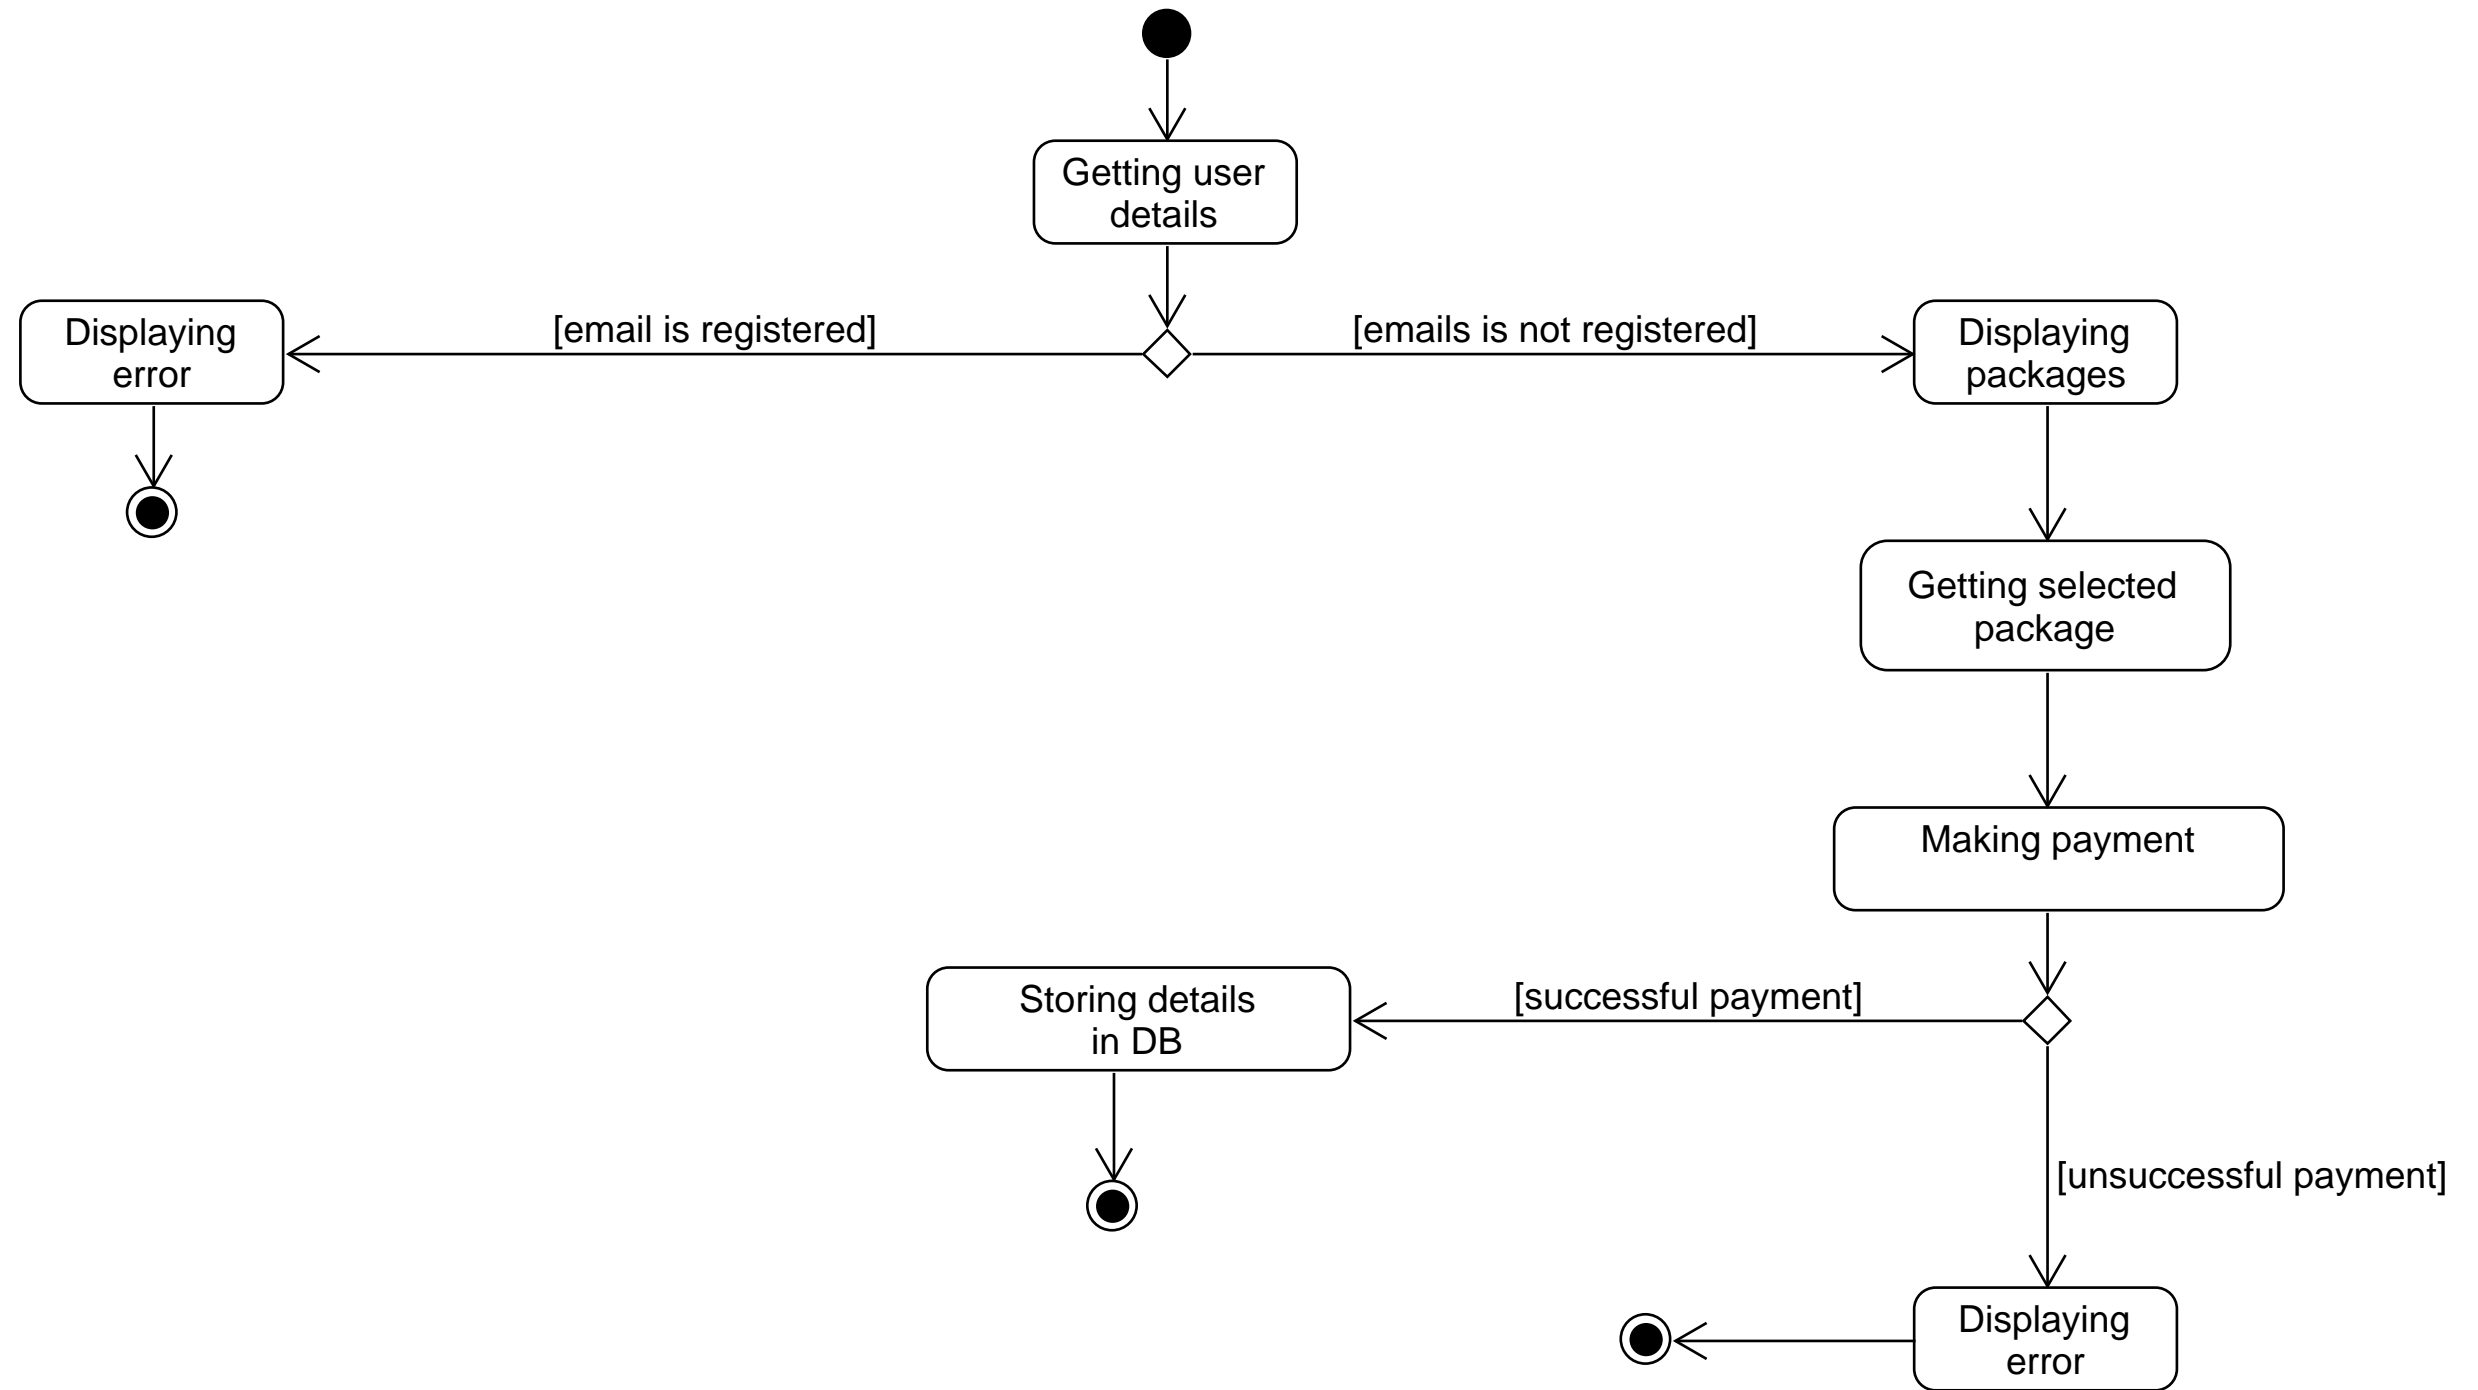 Getting user
details
[email is registered]
[emails is not registered]
Displaying
error
Displaying
packages
Getting selected
package
Making payment
[successful payment]
Storing details
in DB
[unsuccessful payment]
Displaying
error